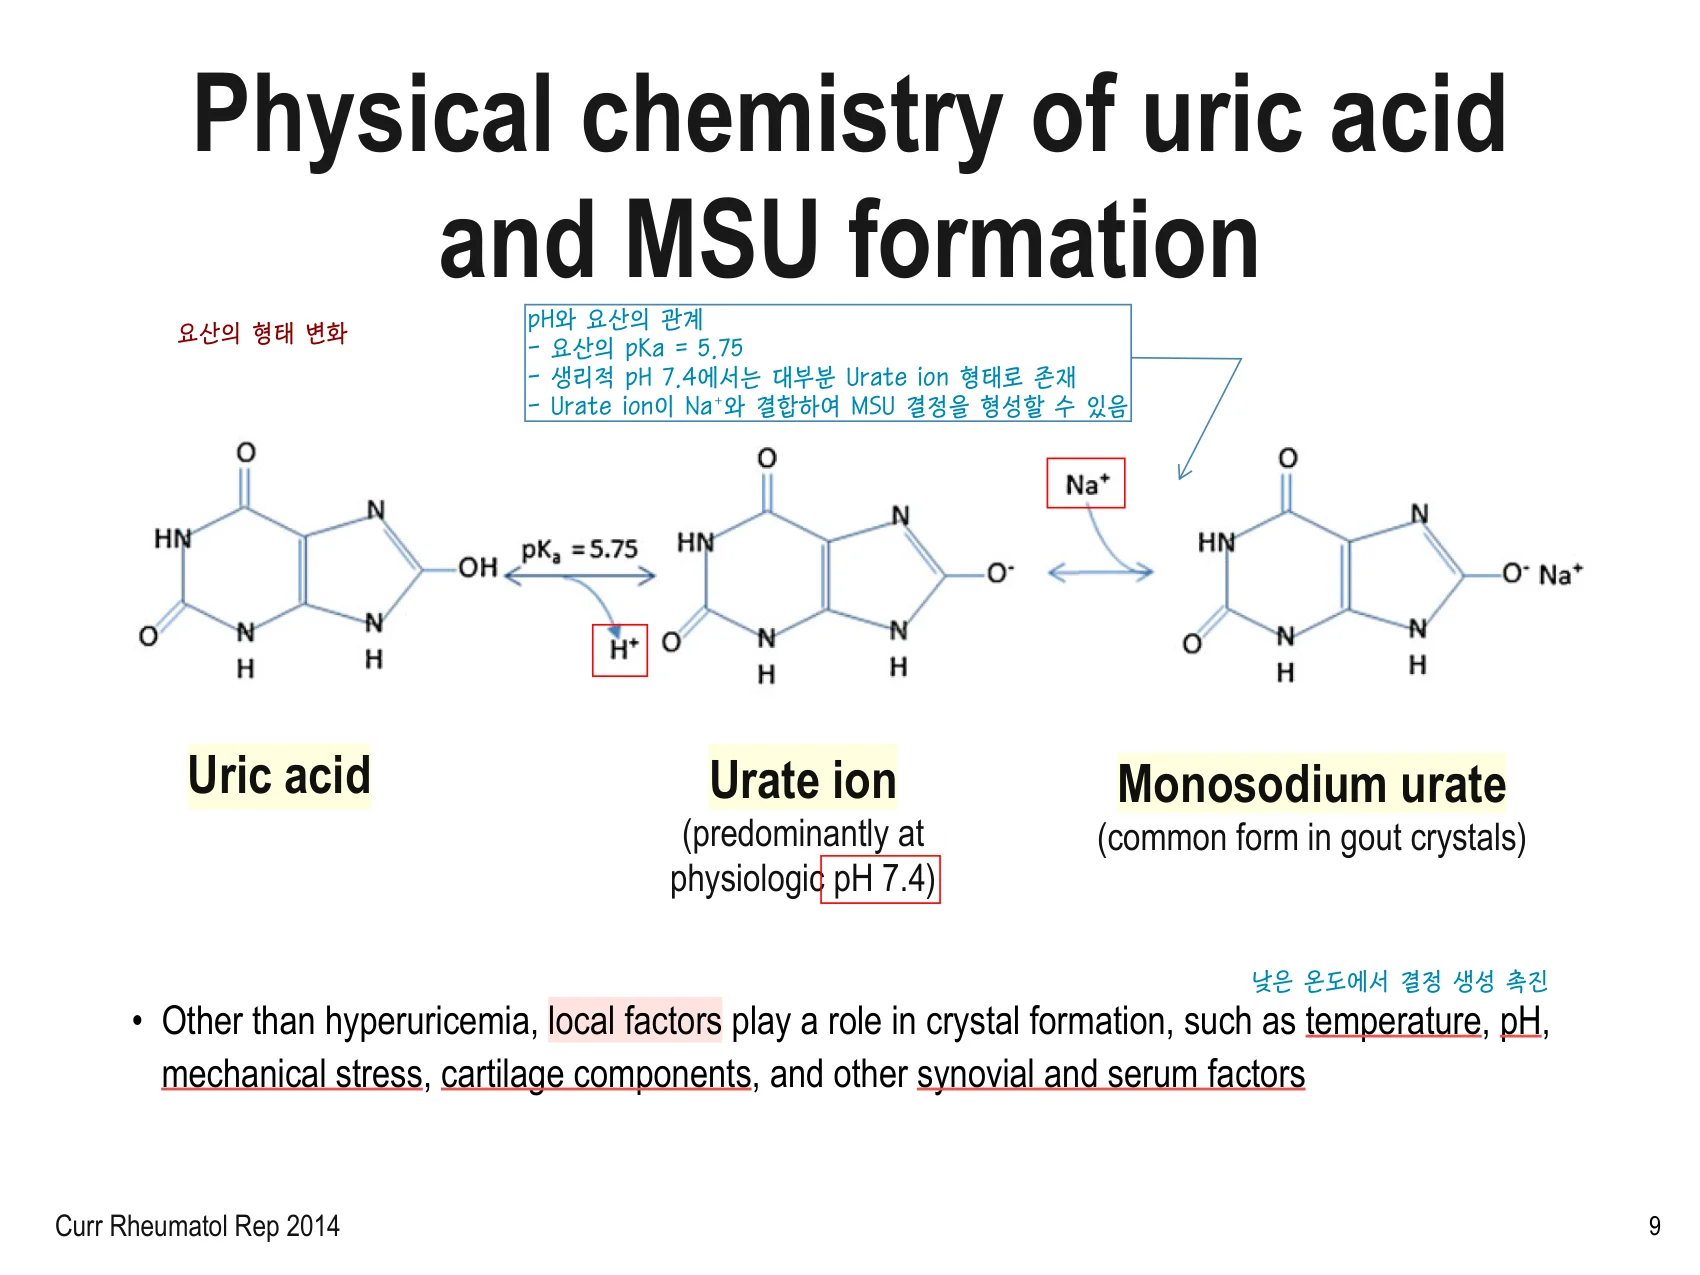 Physical chemistry of uric acid
and MSU formation
요산의 형태 변화
pH와 요산의 관계
- 요산의 pKa = 5.75
- 생리적 pH 7.4에서는 대부분 Urate ion 형태로 존재
- Urate ion이 Na⁺와 결합하여 MSU 결정을 형성할 수 있음
O
N
HN
OH
O
N
H
N
H
pKₐ = 5.75
H⁺
O
N
HN
O⁻
O
N
H
N
H
Na⁺
O
N
HN
O⁻ Na⁺
O
N
H
N
H
Uric acid
Urate ion
(predominantly at
physiologic pH 7.4)
Monosodium urate
(common form in gout crystals)
낮은 온도에서 결정 생성 촉진
• Other than hyperuricemia, local factors play a role in crystal formation, such as temperature, pH,
mechanical stress, cartilage components, and other synovial and serum factors
Curr Rheumatol Rep 2014
9